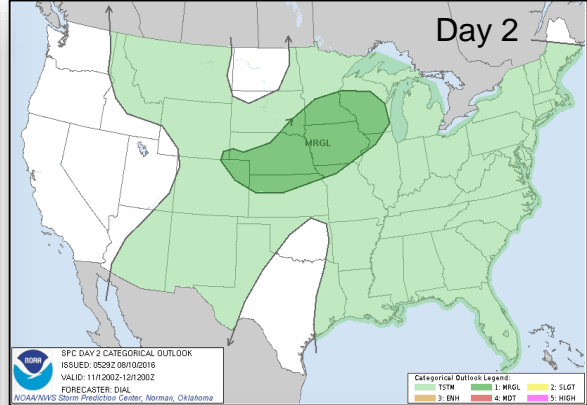 Day 2
MRGL
NOAA
SPC DAY 2 CATEGORICAL OUTLOOK
ISSUED: 0529Z 08/10/2016
VALID: 11/1200Z-12/1200Z
FORECASTER: DIAL
NOAA/NWS Storm Prediction Center, Norman, Oklahoma
Categorical Outlook Legend:
TSTM 1: MRGL 2: SLGT
3: ENH 4: MDT 5: HIGH